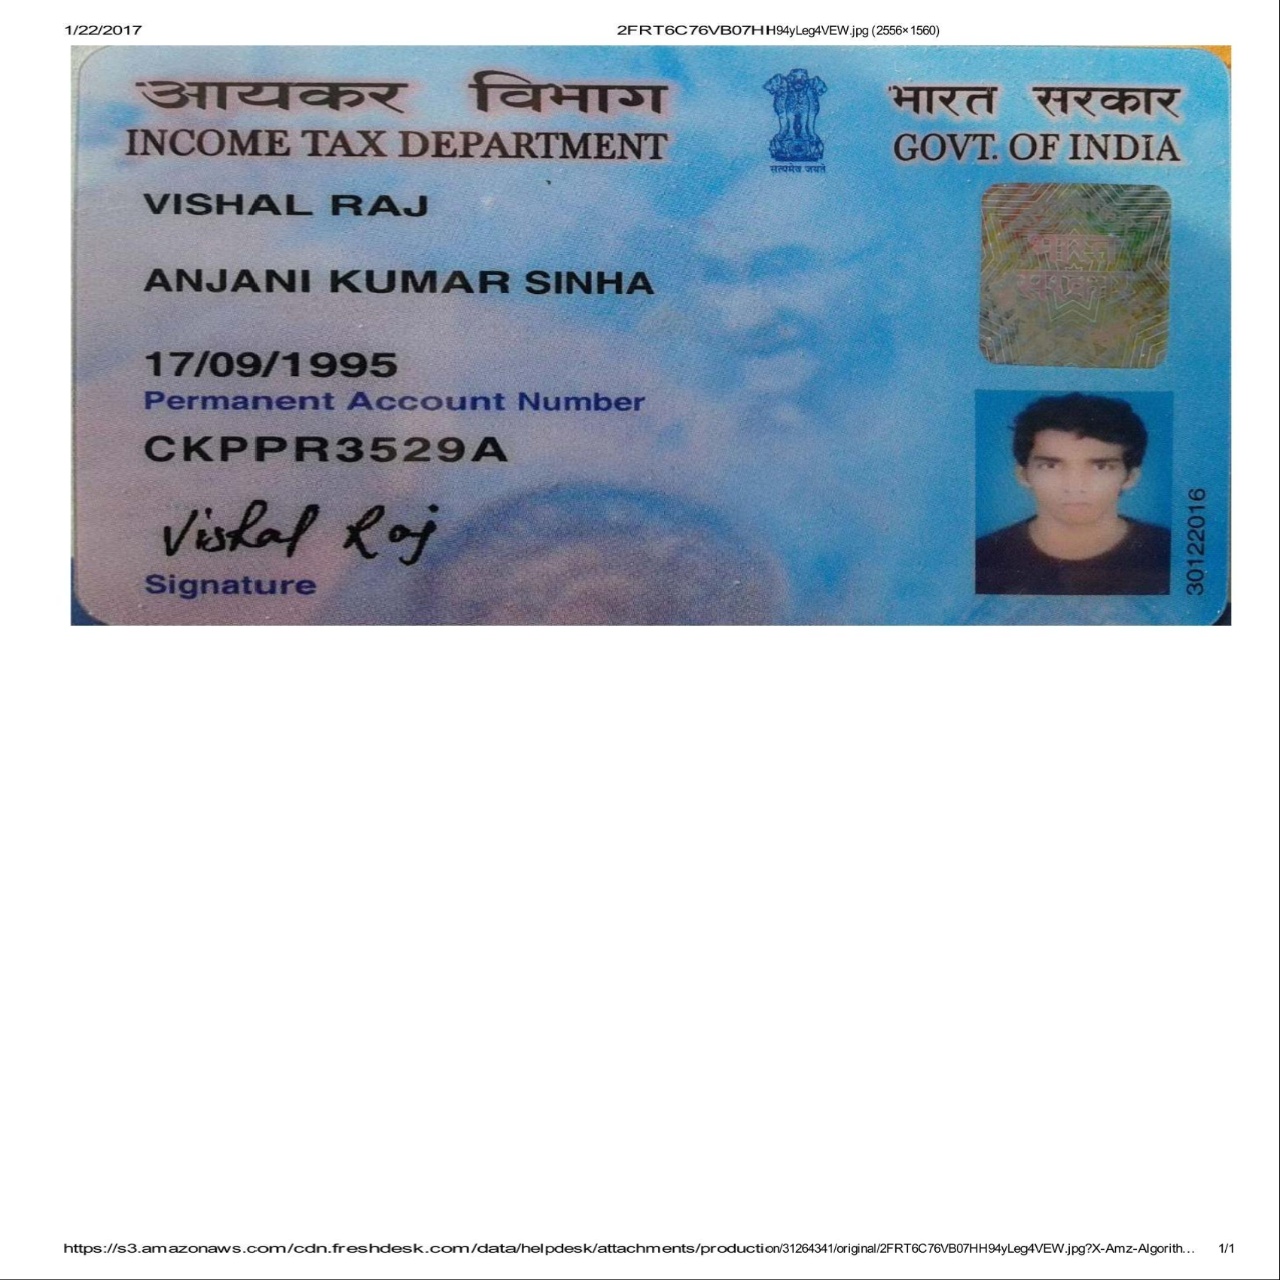 1/22/2017 2FRT6C76VB07HH94yLeg4VEW.jpg (2556×1560)
आयकर विभाग
INCOME TAX DEPARTMENT
सत्यमेव जयते
भारत सरकार
GOVT. OF INDIA
VISHAL RAJ
ANJANI KUMAR SINHA
17/09/1995
Permanent Account Number
CKPPR3529A
Vishal Raj
Signature
भारत
सरकार
30122016
https://s3.amazonaws.com/cdn.freshdesk.com/data/helpdesk/attachments/production/31264341/original/2FRT6C76VB07HH94yLeg4VEW.jpg?X-Amz-Algorith... 1/1